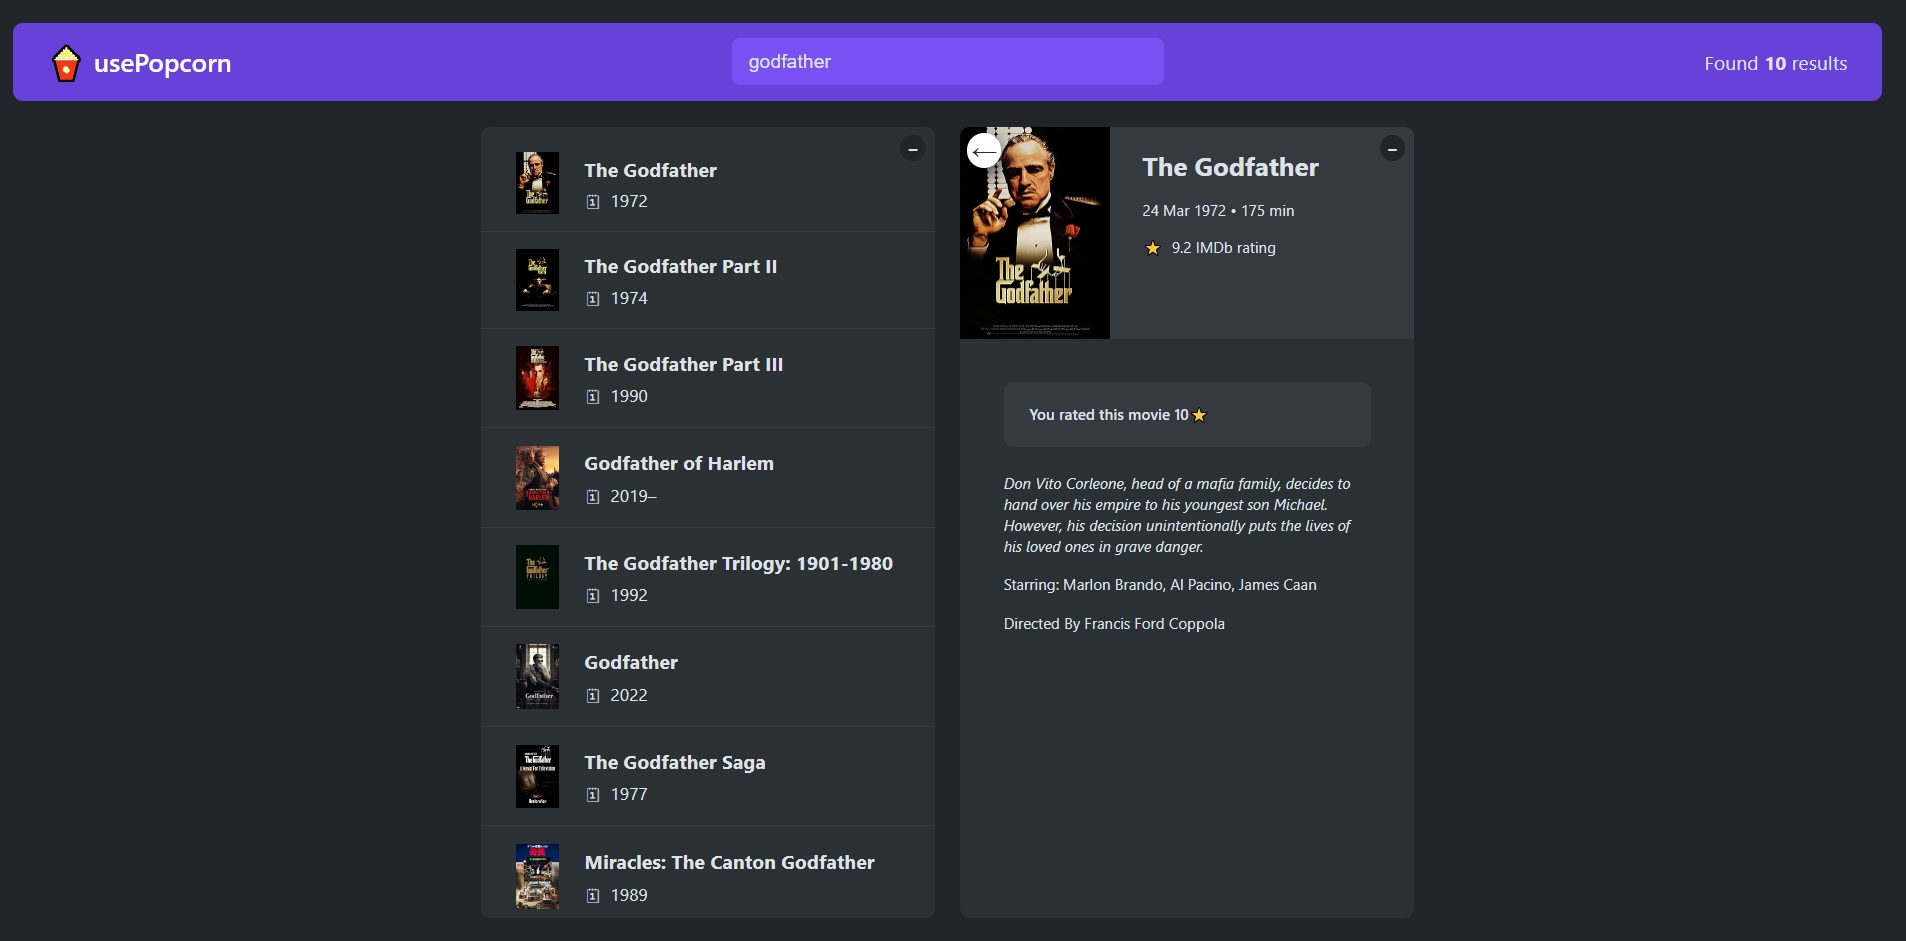 usePopcorn
godfather
Found 10 results
The Godfather
1972
The Godfather Part II
1974
The Godfather Part III
1990
Godfather of Harlem
2019–
The Godfather Trilogy: 1901-1980
1992
Godfather
2022
The Godfather Saga
1977
Miracles: The Canton Godfather
1989
The
Godfather
The Godfather
24 Mar 1972 • 175 min
9.2 IMDb rating
You rated this movie 10
Don Vito Corleone, head of a mafia family, decides to
hand over his empire to his youngest son Michael.
However, his decision unintentionally puts the lives of
his loved ones in grave danger.
Starring: Marlon Brando, Al Pacino, James Caan
Directed By Francis Ford Coppola